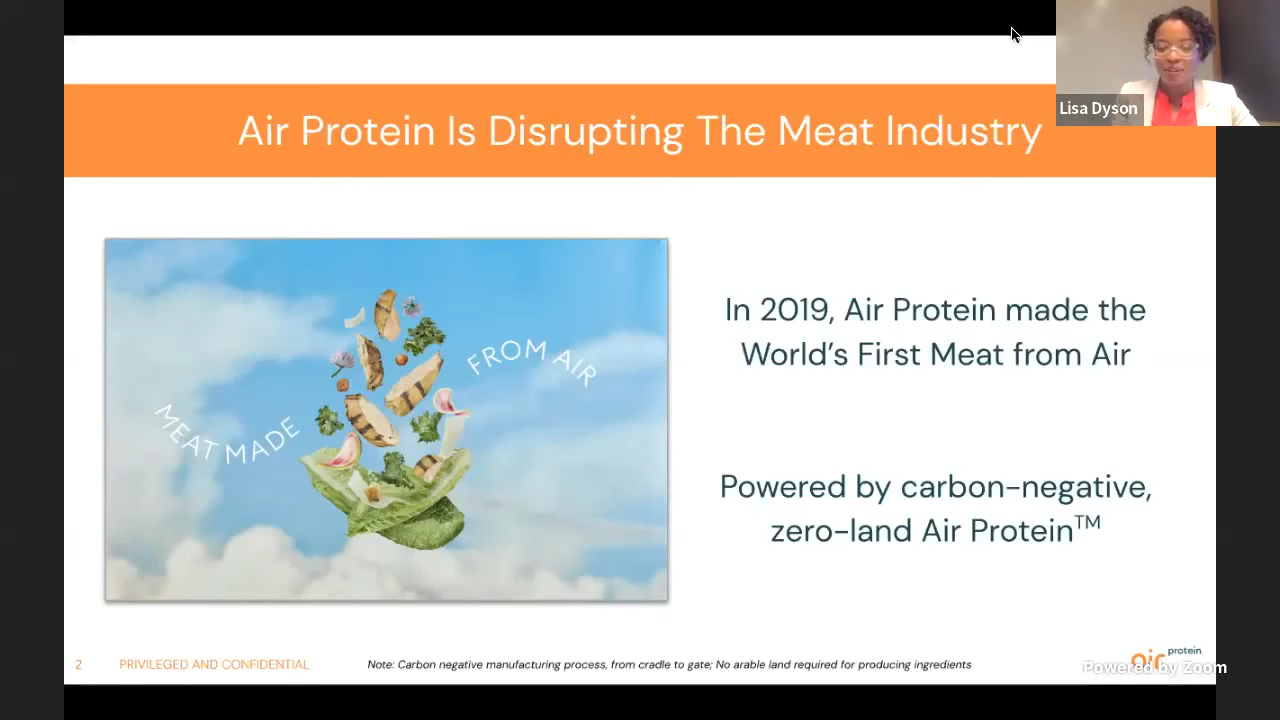 Lisa Dyson
Air Protein Is Disrupting The Meat Industry
MEAT MADE
FROM AIR
In 2019, Air Protein made the
World’s First Meat from Air
Powered by carbon-negative,
zero-land Air Protein™
2
PRIVILEGED AND CONFIDENTIAL
Note: Carbon negative manufacturing process, from cradle to gate; No arable land required for producing ingredients
air protein
Powered by Zoom